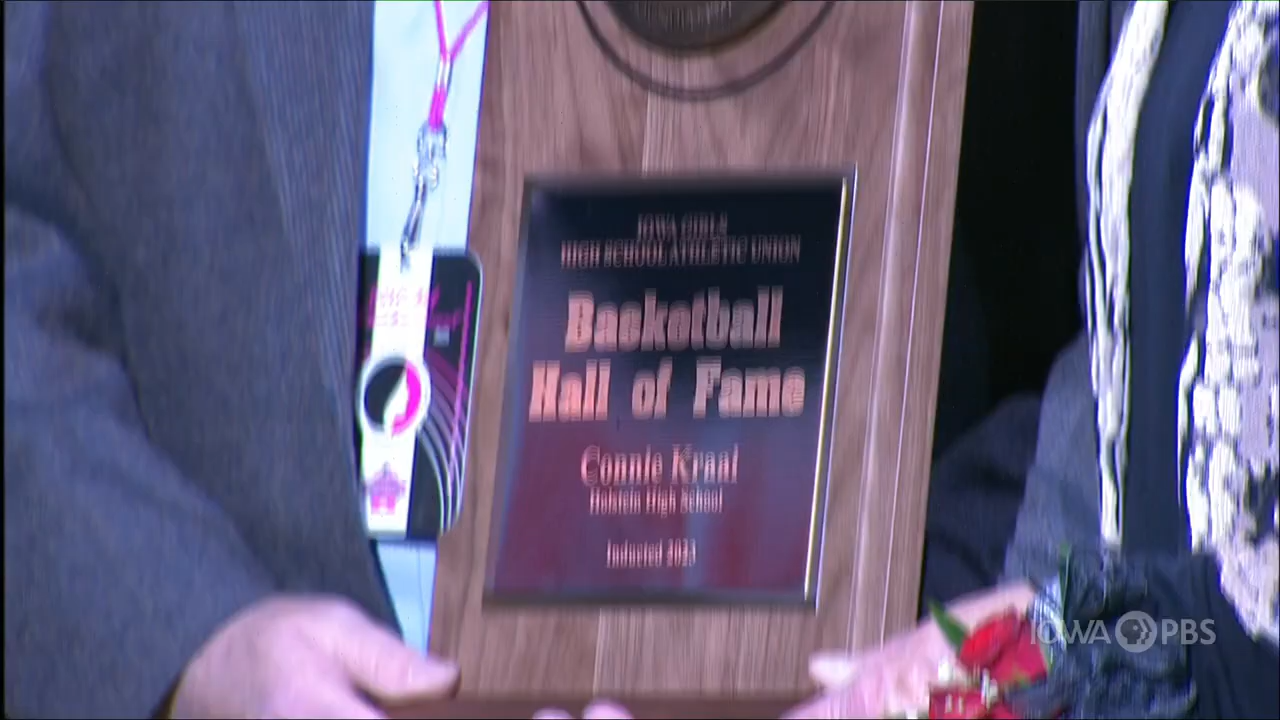 IOWA GIRLS
HIGH SCHOOL ATHLETIC UNION
Basketball
Hall of Fame
Connie Kraai
Holstein High School
Inducted 2023
IOWA PBS